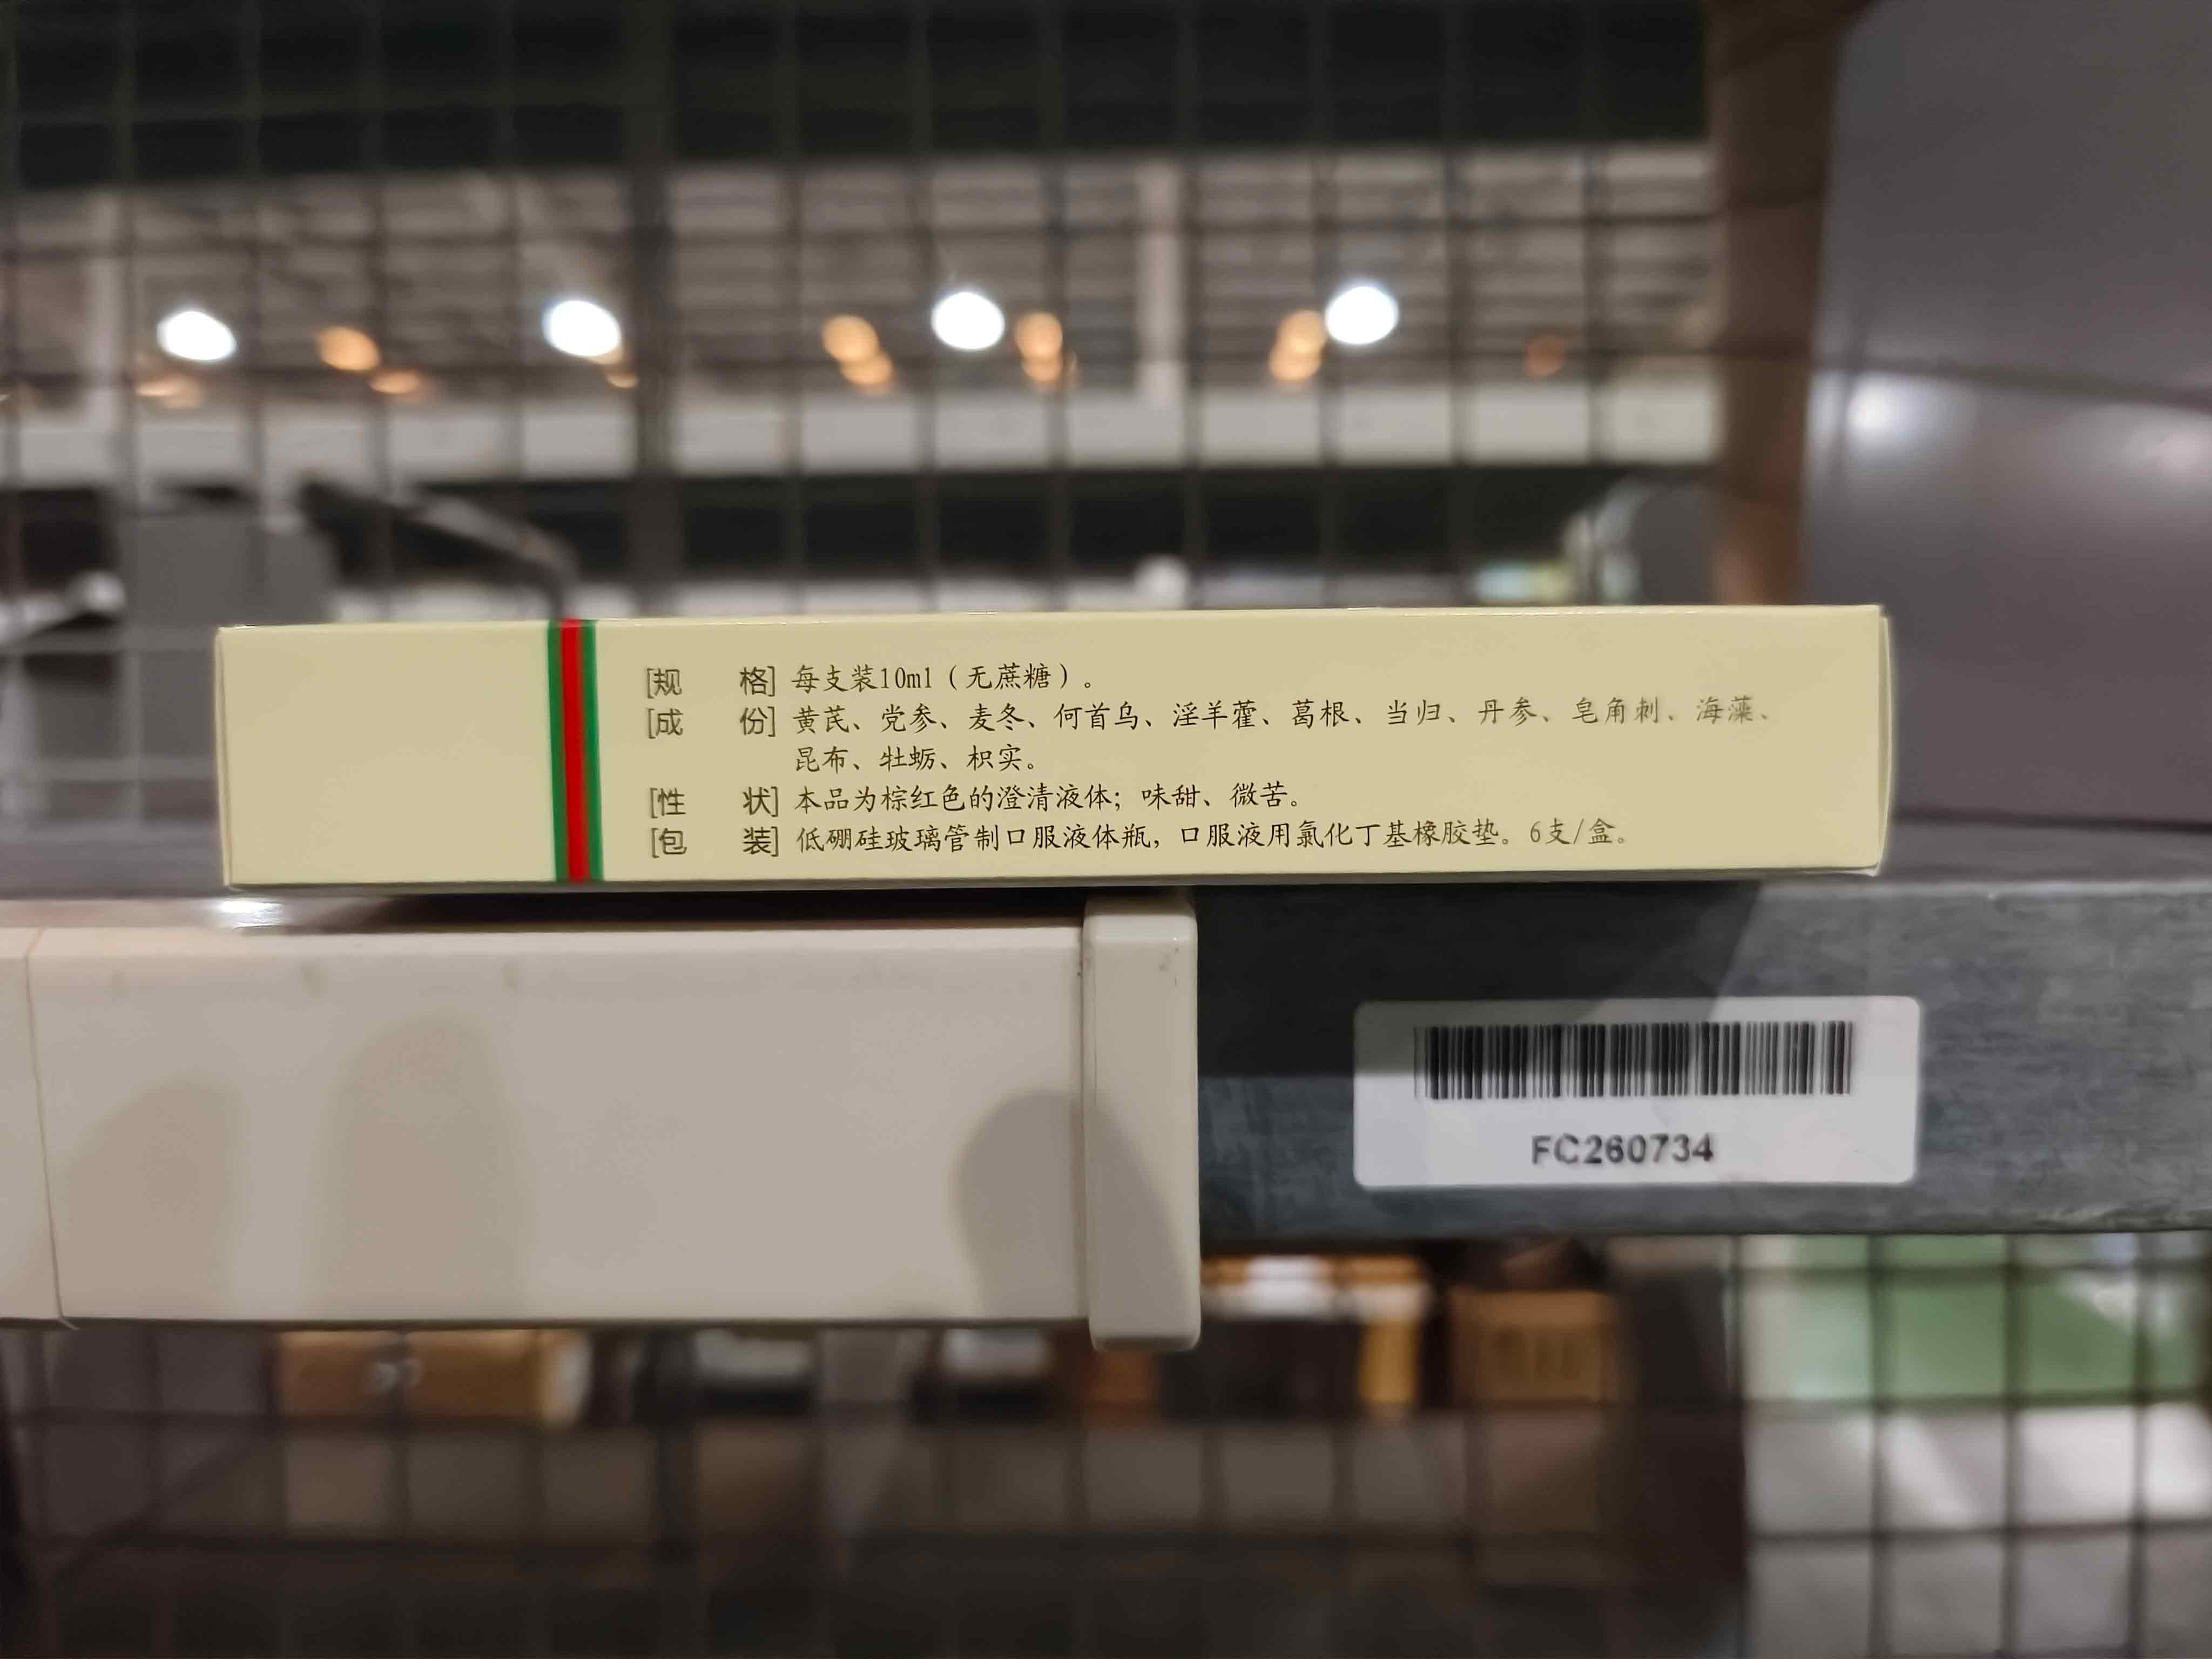 [规 格] 每支装10ml（无蔗糖）。
[成 份] 黄芪、党参、麦冬、何首乌、淫羊藿、葛根、当归、丹参、皂角刺、海藻、
昆布、牡蛎、枳实。
[性 状] 本品为棕红色的澄清液体；味甜、微苦。
[包 装] 低硼硅玻璃管制口服液体瓶，口服液用氯化丁基橡胶垫。6支/盒。
FC260734